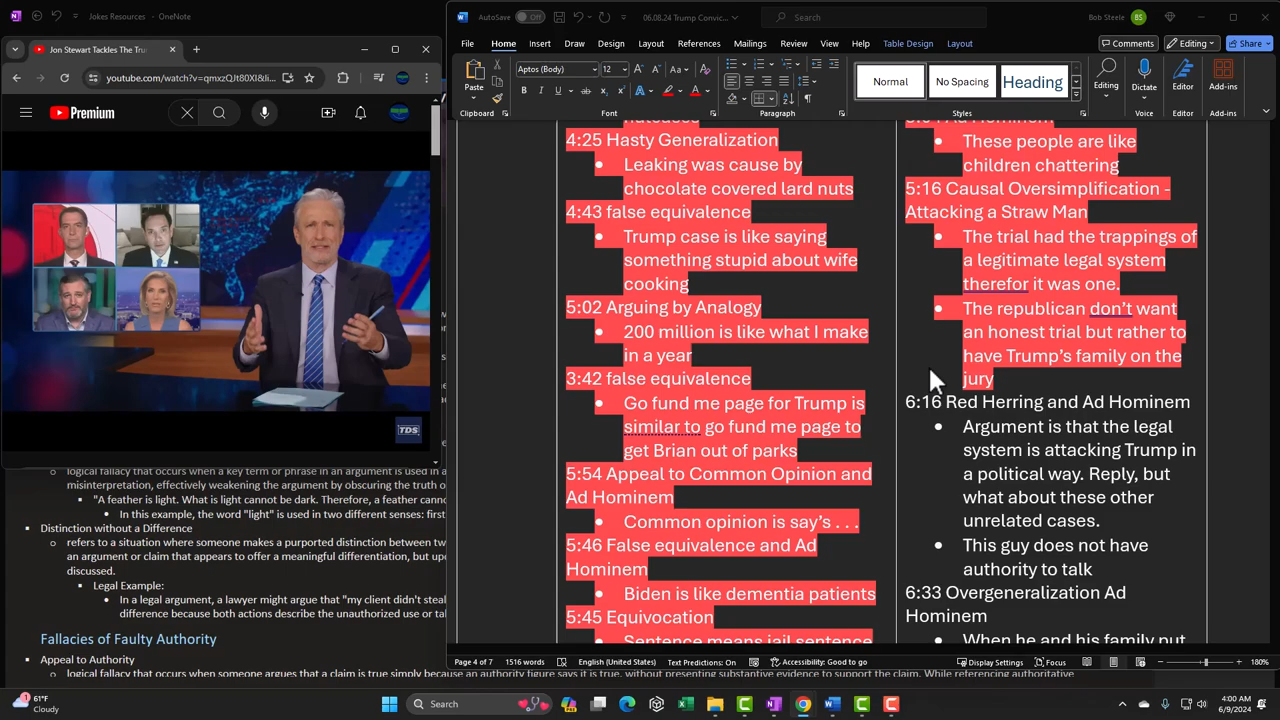 Jokes Resources - OneNote
Jon Stewart Tackles The Tru
youtube.com/watch?v=qmxzQJt80X8&li...
Premium
TDS
logical fallacy that occurs when a key term or phrase in an argument is used in
misrepresentation, effectively weakening the argument by obscuring the truth o
"A feather is light. What is light cannot be dark. Therefore, a
In this example, the word "light" is used in two different senses: first
Distinction without a Difference
refers to a situation where someone makes a purported distinction between tw
an argument or claim that appears to offer a meaningful differentiation, but up
discussed.
Legal Example:
In a legal argument, a lawyer might argue that "my client didn't steal
difference because both actions describe the unauthorized use or tak
Fallacies of Faulty Authority
Appeal to Authority
logical fallacy that occurs when someone argues that a claim is true simply because an authority figure says it is true, without presenting substantive evidence to support the claim. While referencing authoritative
AutoSave Off
06.08.24 Trump Convic...
Search
Bob Steele BS
File Home Insert Draw Design Layout References Mailings Review View Help Table Design Layout
Comments Editing Share
Paste
Aptos (Body) 12
B I U
Normal No Spacing Heading
Editing Dictate Editor Add-ins
Clipboard Font Paragraph Styles Voice Editor Add-ins
4:25 Hasty Generalization
Leaking was cause by
chocolate covered lard nuts
4:43 false equivalence
Trump case is like saying
something stupid about wife
cooking
5:02 Arguing by Analogy
200 million is like what I make
in a year
3:42 false equivalence
Go fund me page for Trump is
similar to go fund me page to
get Brian out of parks
5:54 Appeal to Common Opinion and
Ad Hominem
Common opinion is say's . . .
5:46 False equivalence and Ad
Hominem
Biden is like dementia patients
5:45 Equivocation
Sentence means jail sentence
These people are like
children chattering
5:16 Causal Oversimplification -
Attacking a Straw Man
The trial had the trappings of
a legitimate legal system
therefor it was one.
The republican don't want
an honest trial but rather to
have Trump's family on the
jury
6:16 Red Herring and Ad Hominem
Argument is that the legal
system is attacking Trump in
a political way. Reply, but
what about these other
unrelated cases.
This guy does not have
authority to talk
6:33 Overgeneralization Ad
Hominem
When he and his family put
Page 4 of 7 1516 words English (United States) Text Predictions: On Accessibility: Good to go Display Settings Focus 180%
61°F
Cloudy
Search
4:00 AM
6/9/2024